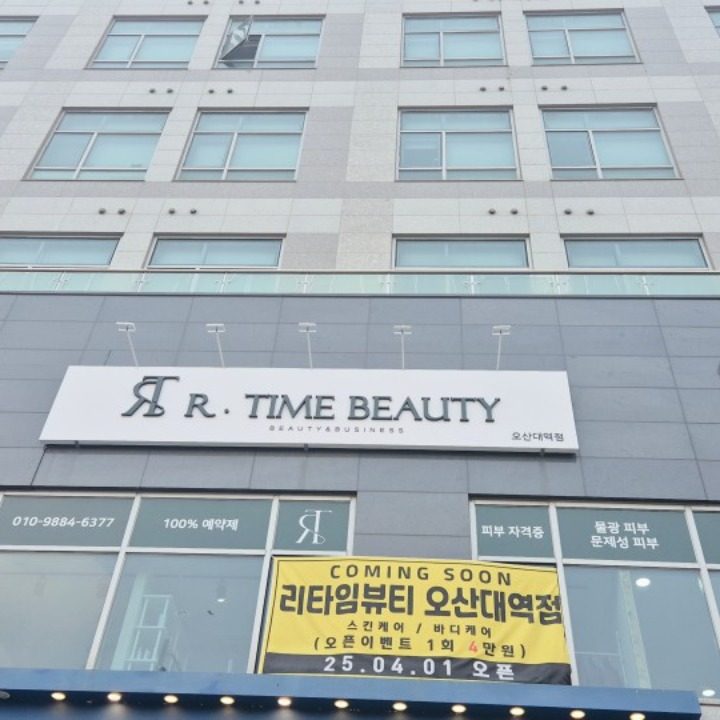 R. TIME BEAUTY
BEAUTY & BUSINESS
오산대역점
010-9884-6377
100% 예약제
피부 자격증
물광 피부
문제성 피부
COMING SOON
리타임뷰티 오산대역점
스킨케어 / 바디케어
(오픈이벤트 1회 4만원)
25.04.01 오픈